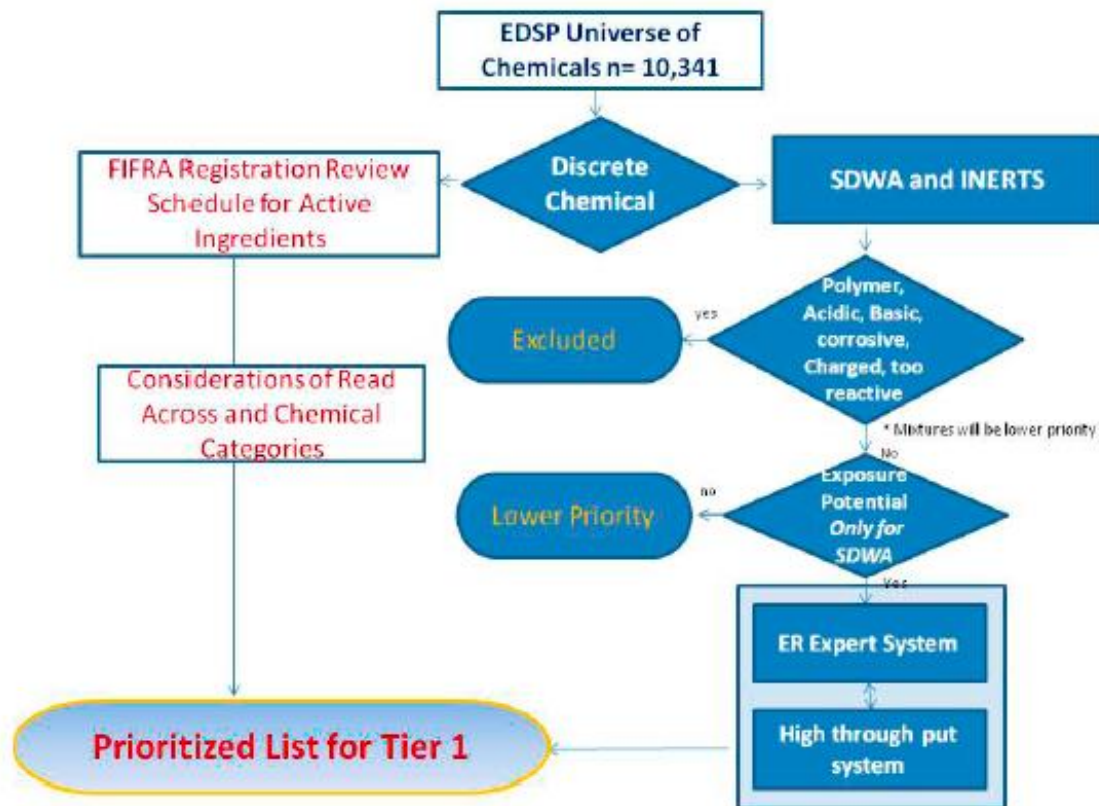 EDSP Universe of
Chemicals n= 10,341
Discrete
Chemical
FIFRA Registration Review
Schedule for Active
Ingredients
SDWA and INERTS
Polymer,
Acidic, Basic,
corrosive,
Charged, too
reactive
yes
Excluded
Considerations of Read
Across and Chemical
Categories
* Mixtures will be lower priority
No
Exposure
Potential
Only for
SDWA
no
Lower Priority
Yes
ER Expert System
High through put
system
Prioritized List for Tier 1